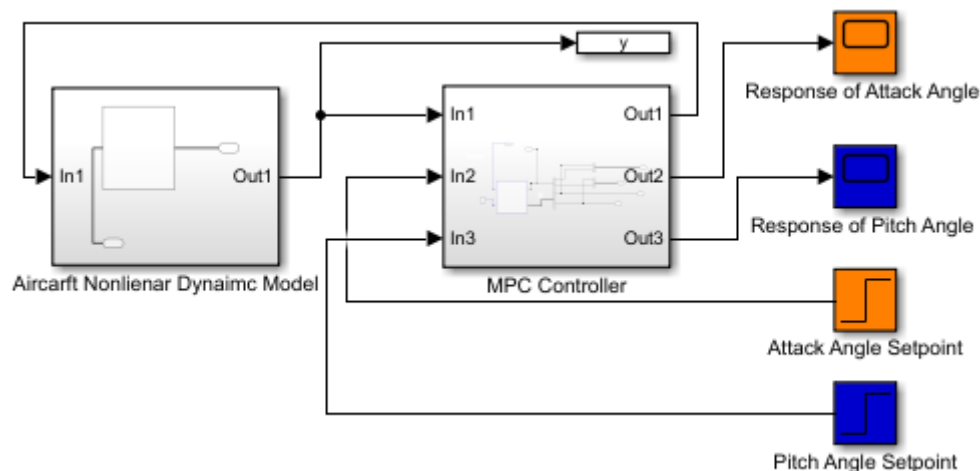 y
Response of Attack Angle
In1
Out1
In1
In2
In3
Out1
Out2
Out3
Response of Pitch Angle
Aircarft Nonlienar Dynaimc Model
MPC Controller
Attack Angle Setpoint
Pitch Angle Setpoint